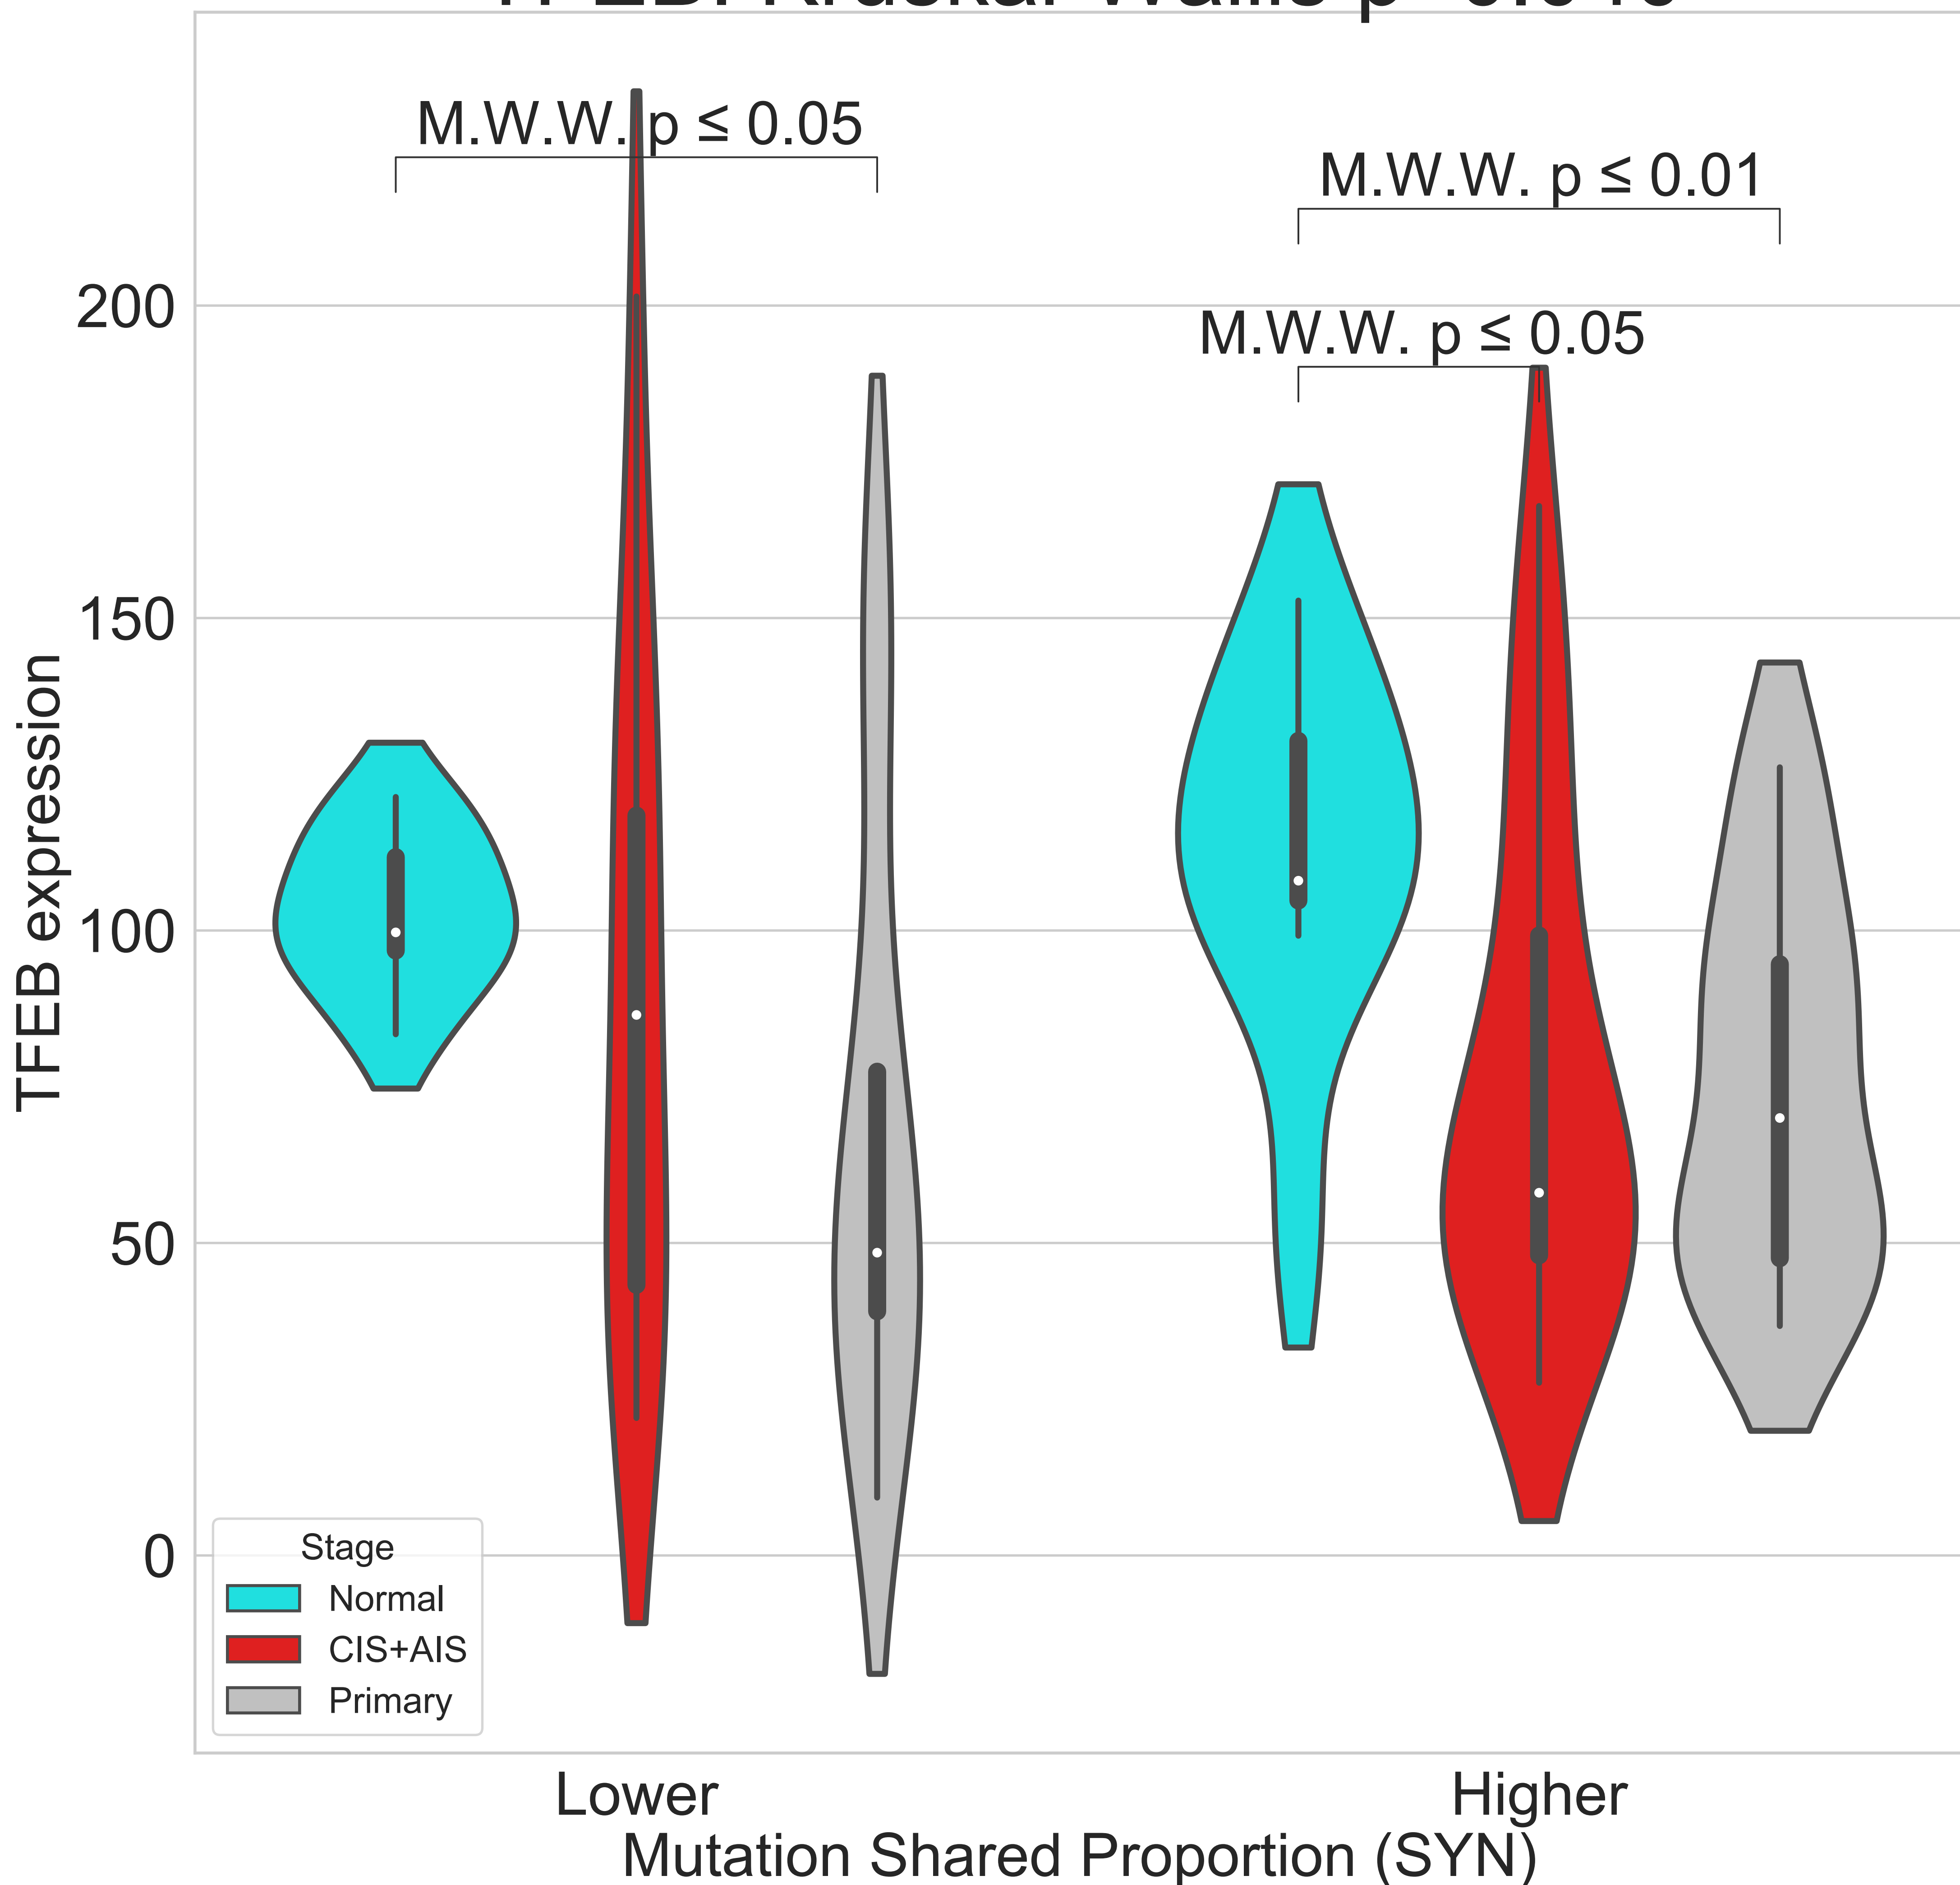 M.W.W. p ≤ 0.05
M.W.W. p ≤ 0.01
M.W.W. p ≤ 0.05
200
150
100
50
0
TFEB expression
Stage
Normal
CIS+AIS
Primary
Lower
Higher
Mutation Shared Proportion (SYN)